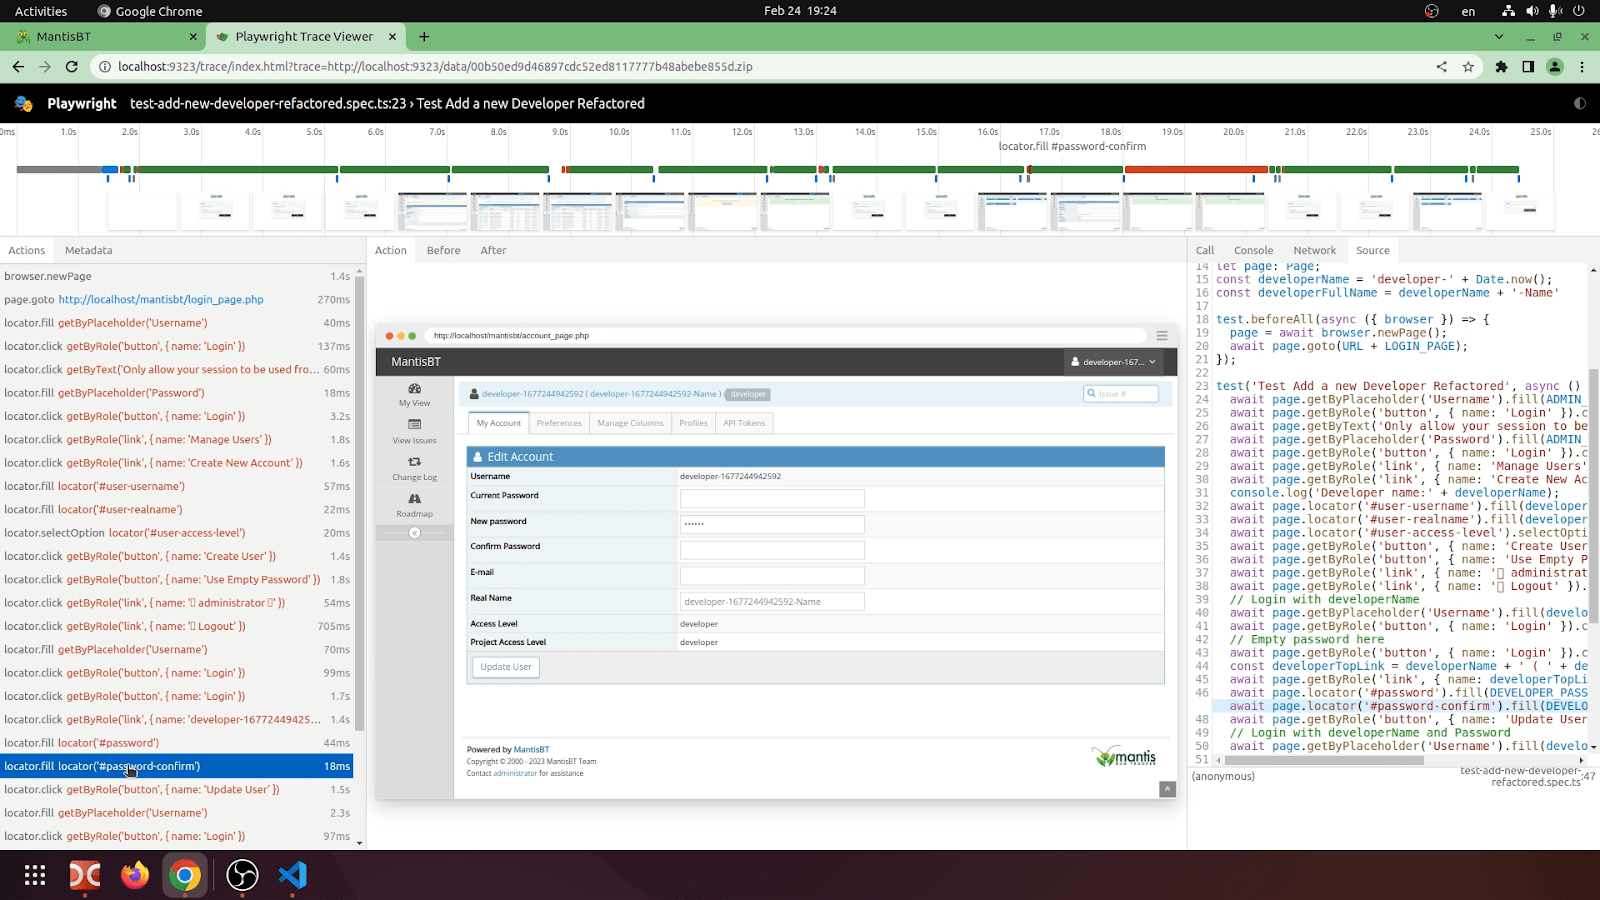 Activities Google Chrome Feb 24 19:24 en
MantisBT Playwright Trace Viewer
localhost:9323/trace/index.html?trace=http://localhost:9323/data/00b50ed9d46897cdc52ed8117777b48abebe855d.zip
Playwright test-add-new-developer-refactored.spec.ts:23 › Test Add a new Developer Refactored
0ms 1.0s 2.0s 3.0s 4.0s 5.0s 6.0s 7.0s 8.0s 9.0s 10.0s 11.0s 12.0s 13.0s 14.0s 15.0s 16.0s 17.0s 18.0s 19.0s 20.0s 21.0s 22.0s 23.0s 24.0s 25.0s 26
locator.fill #password-confirm
Actions Metadata
browser.newPage 1.4s
page.goto http://localhost/mantisbt/login_page.php 270ms
locator.fill getByPlaceholder('Username') 40ms
locator.click getByRole('button', { name: 'Login' }) 137ms
locator.click getByText('Only allow your session to be used fro... 60ms
locator.fill getByPlaceholder('Password') 18ms
locator.click getByRole('button', { name: 'Login' }) 3.2s
locator.click getByRole('link', { name: 'Manage Users' }) 1.8s
locator.click getByRole('link', { name: 'Create New Account' }) 1.6s
locator.fill locator('#user-username') 57ms
locator.fill locator('#user-realname') 22ms
locator.selectOption locator('#user-access-level') 20ms
locator.click getByRole('button', { name: 'Create User' }) 1.4s
locator.click getByRole('button', { name: 'Use Empty Password' }) 1.8s
locator.click getByRole('link', { name: ' administrator ' }) 54ms
locator.click getByRole('link', { name: ' Logout' }) 705ms
locator.fill getByPlaceholder('Username') 70ms
locator.click getByRole('button', { name: 'Login' }) 99ms
locator.click getByRole('button', { name: 'Login' }) 1.7s
locator.click getByRole('link', { name: 'developer-16772449425... 1.4s
locator.fill locator('#password') 44ms
locator.fill locator('#password-confirm') 18ms
locator.click getByRole('button', { name: 'Update User' }) 1.5s
locator.fill getByPlaceholder('Username') 2.3s
locator.click getByRole('button', { name: 'Login' }) 97ms
Action Before After
http://localhost/mantisbt/account_page.php
MantisBT developer-167...
My View
View Issues
Change Log
Roadmap
developer-1677244942592 ( developer-1677244942592-Name ) developer Issue #
My Account Preferences Manage Columns Profiles API Tokens
Edit Account
Username developer-1677244942592
Current Password
New password ••••••
Confirm Password
E-mail
Real Name developer-1677244942592-Name
Access Level developer
Project Access Level developer
Update User
Powered by MantisBT
Copyright © 2000 - 2023 MantisBT Team
Contact administrator for assistance
mantis
Call Console Network Source
14 let page: Page;
15 const developerName = 'developer-' + Date.now();
16 const developerFullName = developerName + '-Name'
17
18 test.beforeAll(async ({ browser }) => {
19 page = await browser.newPage();
20 await page.goto(URL + LOGIN_PAGE);
21 });
22
23 test('Test Add a new Developer Refactored', async ()
24 await page.getByPlaceholder('Username').fill(ADMIN_
25 await page.getByRole('button', { name: 'Login' }).c
26 await page.getByText('Only allow your session to be
27 await page.getByPlaceholder('Password').fill(ADMIN_
28 await page.getByRole('button', { name: 'Login' }).c
29 await page.getByRole('link', { name: 'Manage Users'
30 await page.getByRole('link', { name: 'Create New Ac
31 console.log('Developer name:' + developerName);
32 await page.locator('#user-username').fill(developer
33 await page.locator('#user-realname').fill(developer
34 await page.locator('#user-access-level').selectOpti
35 await page.getByRole('button', { name: 'Create User
36 await page.getByRole('button', { name: 'Use Empty P
37 await page.getByRole('link', { name: ' administrat
38 await page.getByRole('link', { name: ' Logout' }).
39 // Login with developerName
40 await page.getByPlaceholder('Username').fill(develo
41 await page.getByRole('button', { name: 'Login' }).c
42 // Empty password here
43 await page.getByRole('button', { name: 'Login' }).c
44 const developerTopLink = developerName + ' ( ' + de
45 await page.getByRole('link', { name: developerTopLi
46 await page.locator('#password').fill(DEVELOPER_PASS
await page.locator('#password-confirm').fill(DEVELO
48 await page.getByRole('button', { name: 'Update User
49 // Login with developerName and Password
50 await page.getByPlaceholder('Username').fill(develo
51
(anonymous) test-add-new-developer-refactored.spec.ts:47